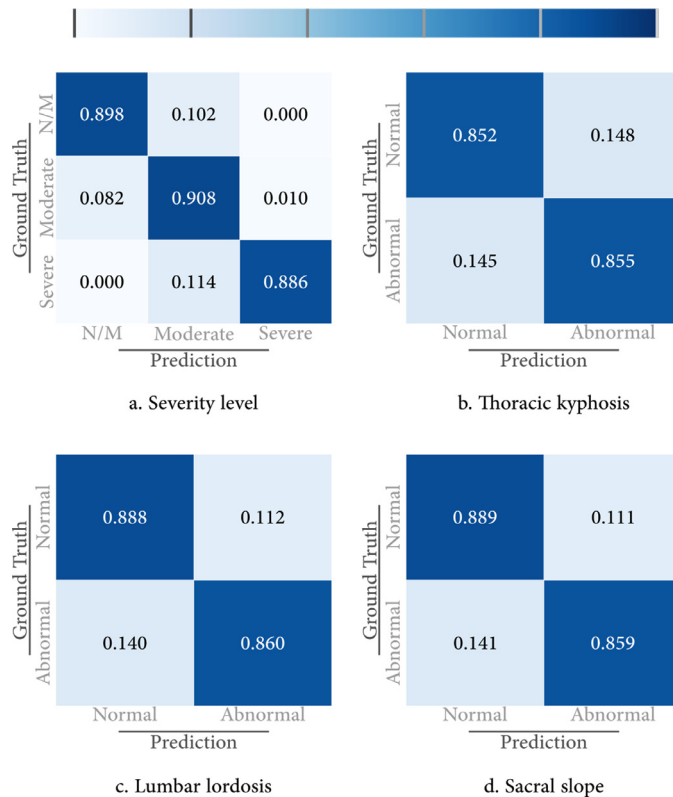 N/M 0.898 0.102 0.000
Ground Truth
Moderate 0.082 0.908 0.010
Severe 0.000 0.114 0.886
N/M Moderate Severe
Prediction
a. Severity level
Normal 0.852 0.148
Ground Truth
Abnormal 0.145 0.855
Normal Abnormal
Prediction
b. Thoracic kyphosis
Normal 0.888 0.112
Ground Truth
Abnormal 0.140 0.860
Normal Abnormal
Prediction
c. Lumbar lordosis
Normal 0.889 0.111
Ground Truth
Abnormal 0.141 0.859
Normal Abnormal
Prediction
d. Sacral slope